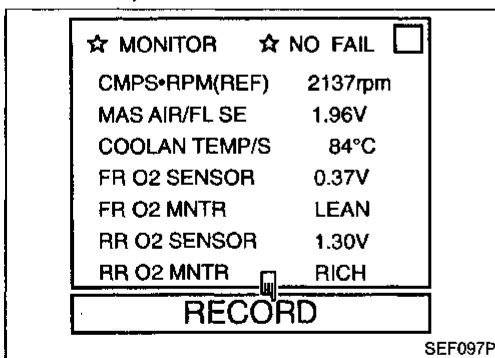 ☆ MONITOR ☆ NO FAIL
CMPS•RPM(REF) 2137rpm
MAS AIR/FL SE 1.96V
COOLAN TEMP/S 84°C
FR O2 SENSOR 0.37V
FR O2 MNTR LEAN
RR O2 SENSOR 1.30V
RR O2 MNTR RICH
RECORD
SEF097P